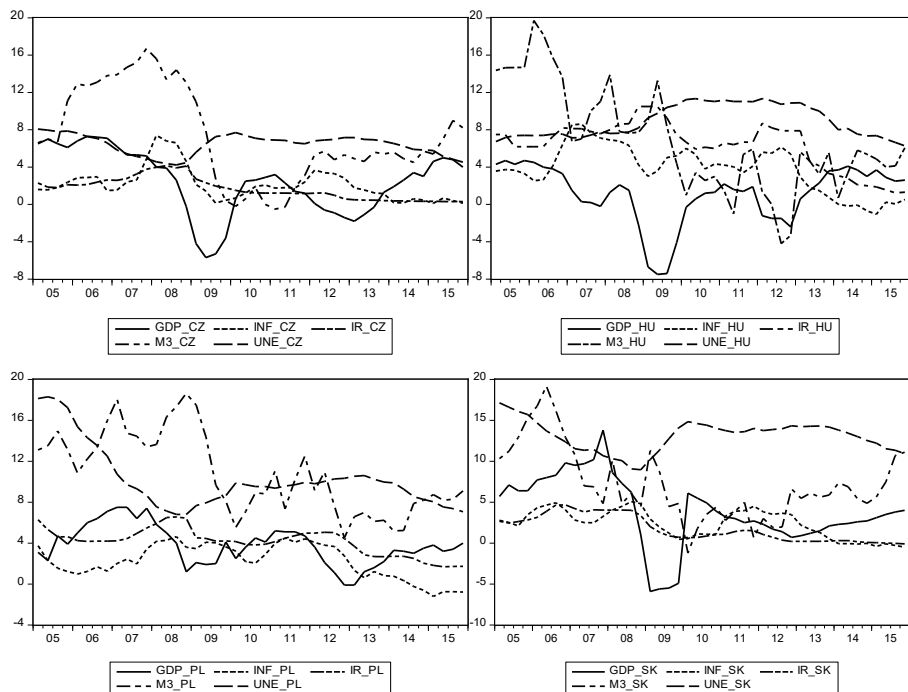 20
16
12
8
4
0
-4
-8
05 06 07 08 09 10 11 12 13 14 15
GDP_CZ INF_CZ IR_CZ
M3_CZ UNE_CZ
20
16
12
8
4
0
-4
-8
05 06 07 08 09 10 11 12 13 14 15
GDP_HU INF_HU IR_HU
M3_HU UNE_HU
20
16
12
8
4
0
-4
05 06 07 08 09 10 11 12 13 14 15
GDP_PL INF_PL IR_PL
M3_PL UNE_PL
20
15
10
5
0
-5
-10
05 06 07 08 09 10 11 12 13 14 15
GDP_SK INF_SK IR_SK
M3_SK UNE_SK